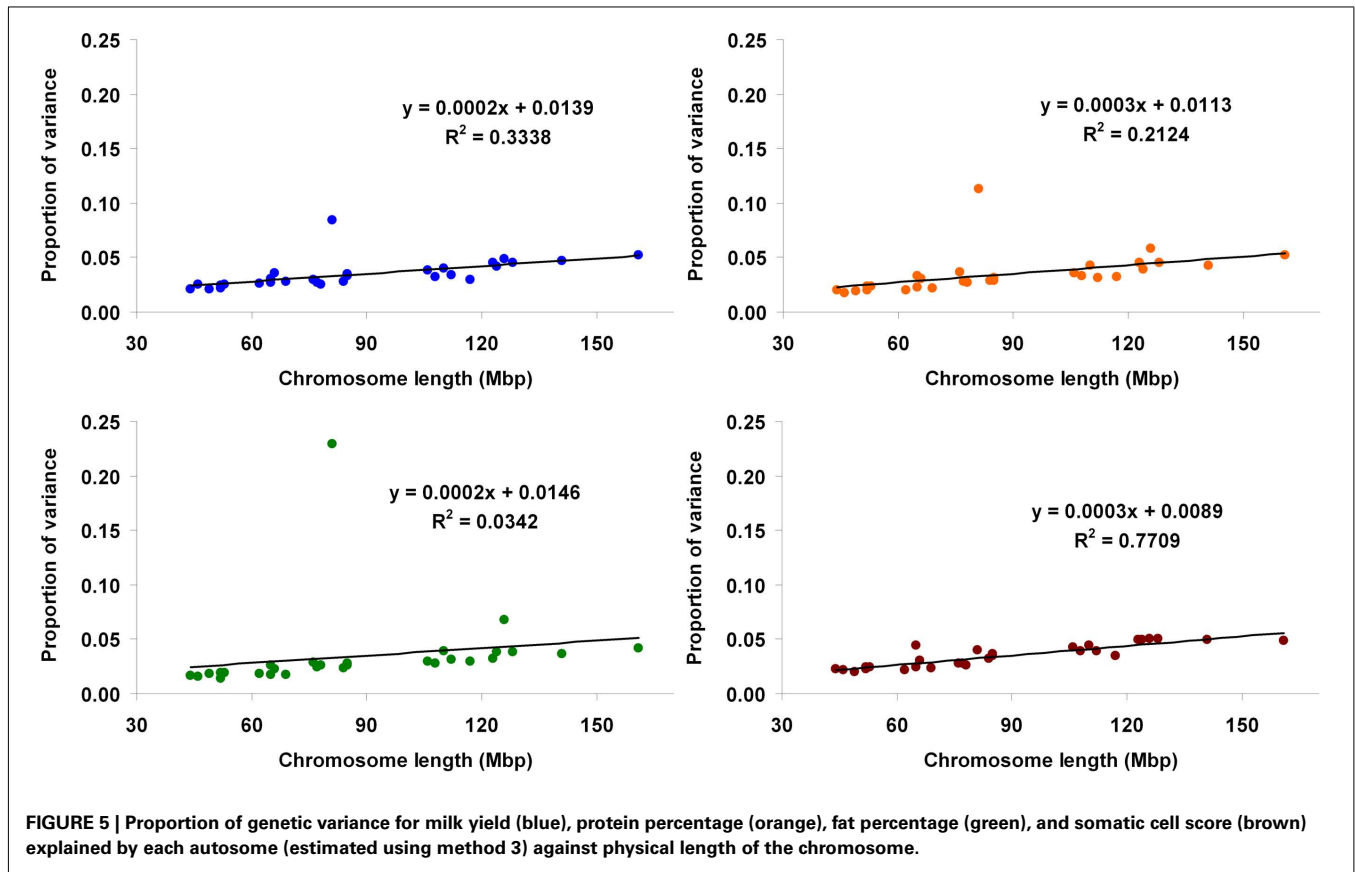 0.25
0.20
0.15
0.10
0.05
0.00
Proportion of variance
y = 0.0002x + 0.0139
R² = 0.3338
30 60 90 120 150
Chromosome length (Mbp)
0.25
0.20
0.15
0.10
0.05
0.00
Proportion of variance
y = 0.0003x + 0.0113
R² = 0.2124
30 60 90 120 150
Chromosome length (Mbp)
0.25
0.20
0.15
0.10
0.05
0.00
Proportion of variance
y = 0.0002x + 0.0146
R² = 0.0342
30 60 90 120 150
Chromosome length (Mbp)
0.25
0.20
0.15
0.10
0.05
0.00
Proportion of variance
y = 0.0003x + 0.0089
R² = 0.7709
30 60 90 120 150
Chromosome length (Mbp)
FIGURE 5 | Proportion of genetic variance for milk yield (blue), protein percentage (orange), fat percentage (green), and somatic cell score (brown)
explained by each autosome (estimated using method 3) against physical length of the chromosome.